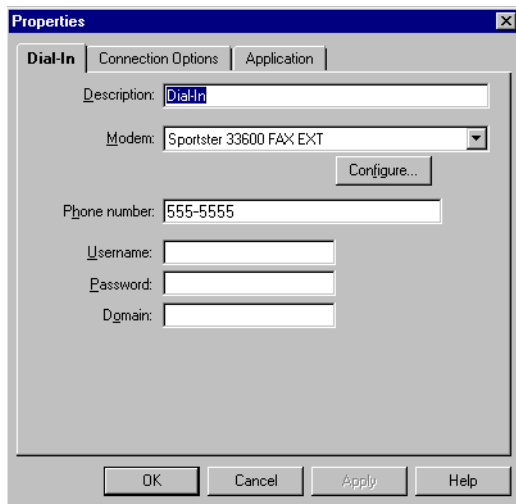 Properties
Dial-In Connection Options Application
Description: Dial-In
Modem: Sportster 33600 FAX EXT
Configure...
Phone number: 555-5555
Username:
Password:
Domain:
OK Cancel Apply Help